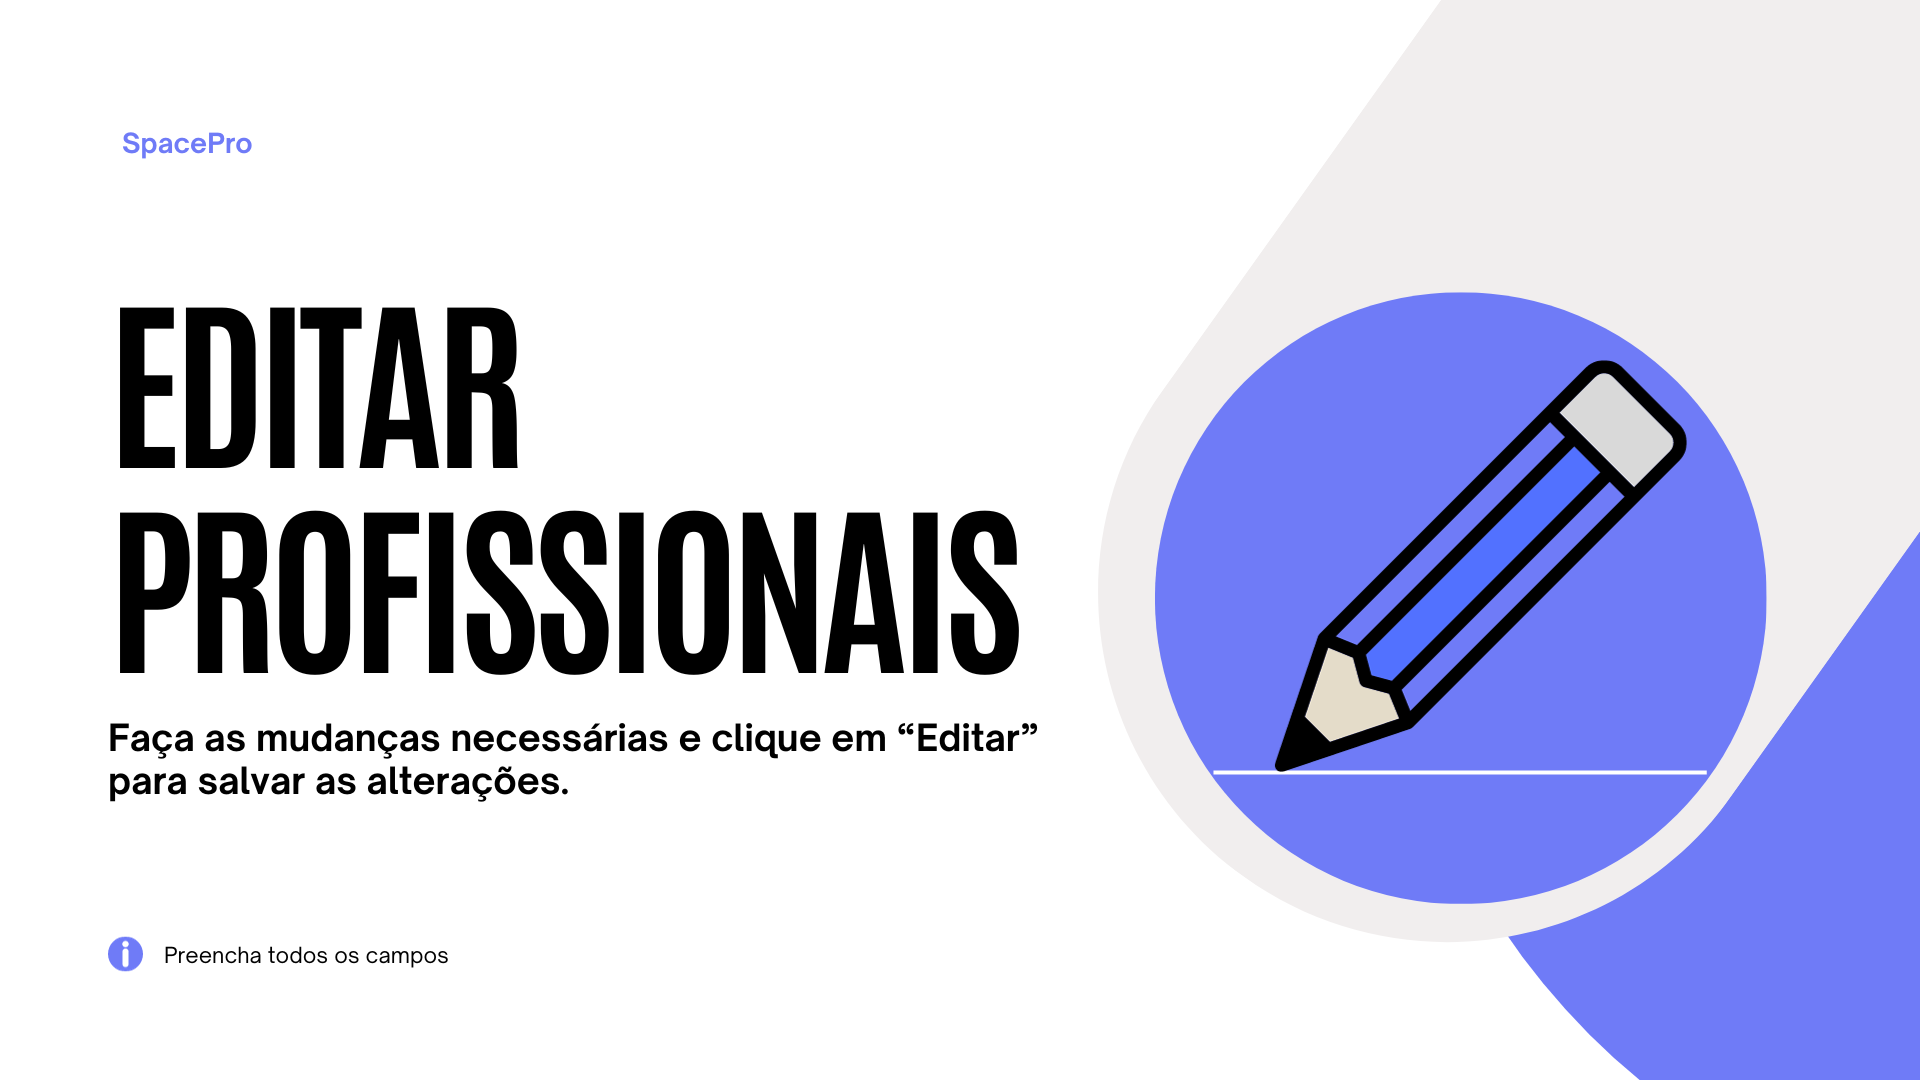 SpacePro
EDITAR
PROFISSIONAIS
Faça as mudanças necessárias e clique em “Editar”
para salvar as alterações.
Preencha todos os campos